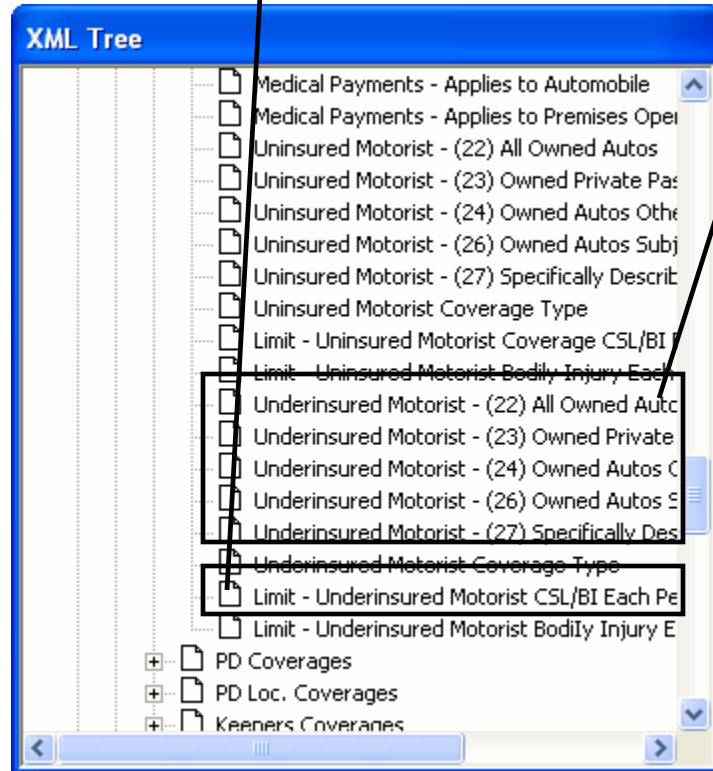 XML Tree
Medical Payments - Applies to Automobile
Medical Payments - Applies to Premises Oper
Uninsured Motorist - (22) All Owned Autos
Uninsured Motorist - (23) Owned Private Pas
Uninsured Motorist - (24) Owned Autos Othe
Uninsured Motorist - (26) Owned Autos Subj
Uninsured Motorist - (27) Specifically Describ
Uninsured Motorist Coverage Type
Limit - Uninsured Motorist Coverage CSL/BI
Limit - Uninsured Motorist Bodily Injury Each
Underinsured Motorist - (22) All Owned Autc
Underinsured Motorist - (23) Owned Private
Underinsured Motorist - (24) Owned Autos
Underinsured Motorist - (26) Owned Autos S
Underinsured Motorist - (27) Specifically Des
Underinsured Motorist Coverage Type
Limit - Underinsured Motorist CSL/BI Each Pe
Limit - Underinsured Motorist BodiIy Injury E
PD Coverages
PD Loc. Coverages
Keepers Coverages